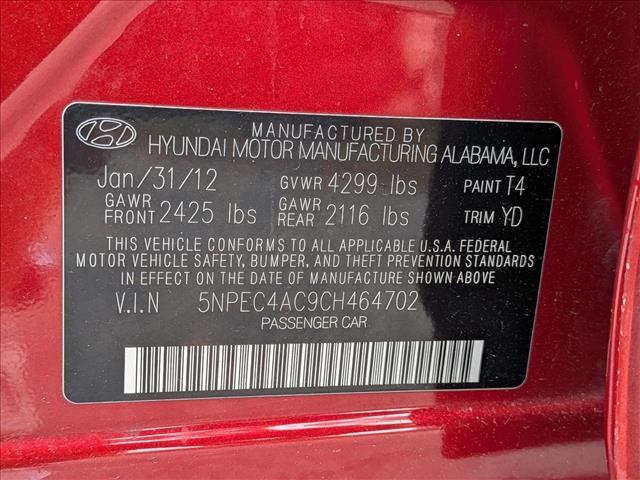 MANUFACTURED BY
HYUNDAI MOTOR MANUFACTURING ALABAMA, LLC
Jan/31/12 GVWR 4299 lbs PAINT T4
GAWR FRONT 2425 lbs GAWR REAR 2116 lbs TRIM YD
THIS VEHICLE CONFORMS TO ALL APPLICABLE U.S.A. FEDERAL
MOTOR VEHICLE SAFETY, BUMPER, AND THEFT PREVENTION STANDARDS
IN EFFECT ON THE DATE OF MANUFACTURE SHOWN ABOVE.
V.I.N 5NPEC4AC9CH464702
PASSENGER CAR